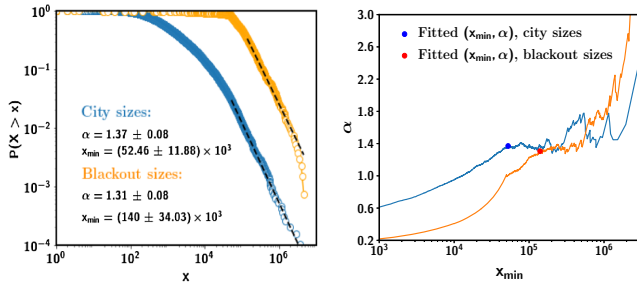 10⁰
10⁻¹
10⁻²
10⁻³
10⁻⁴
P(X > x)
City sizes:
α = 1.37 ± 0.08
x_min = (52.46 ± 11.88) × 10³
Blackout sizes:
α = 1.31 ± 0.08
x_min = (140 ± 34.03) × 10³
10⁰ 10² 10⁴ 10⁶
x
3.0
2.6
2.2
1.8
1.4
1.0
0.6
0.2
α
Fitted (x_min, α), city sizes
Fitted (x_min, α), blackout sizes
10³ 10⁴ 10⁵ 10⁶
x_min